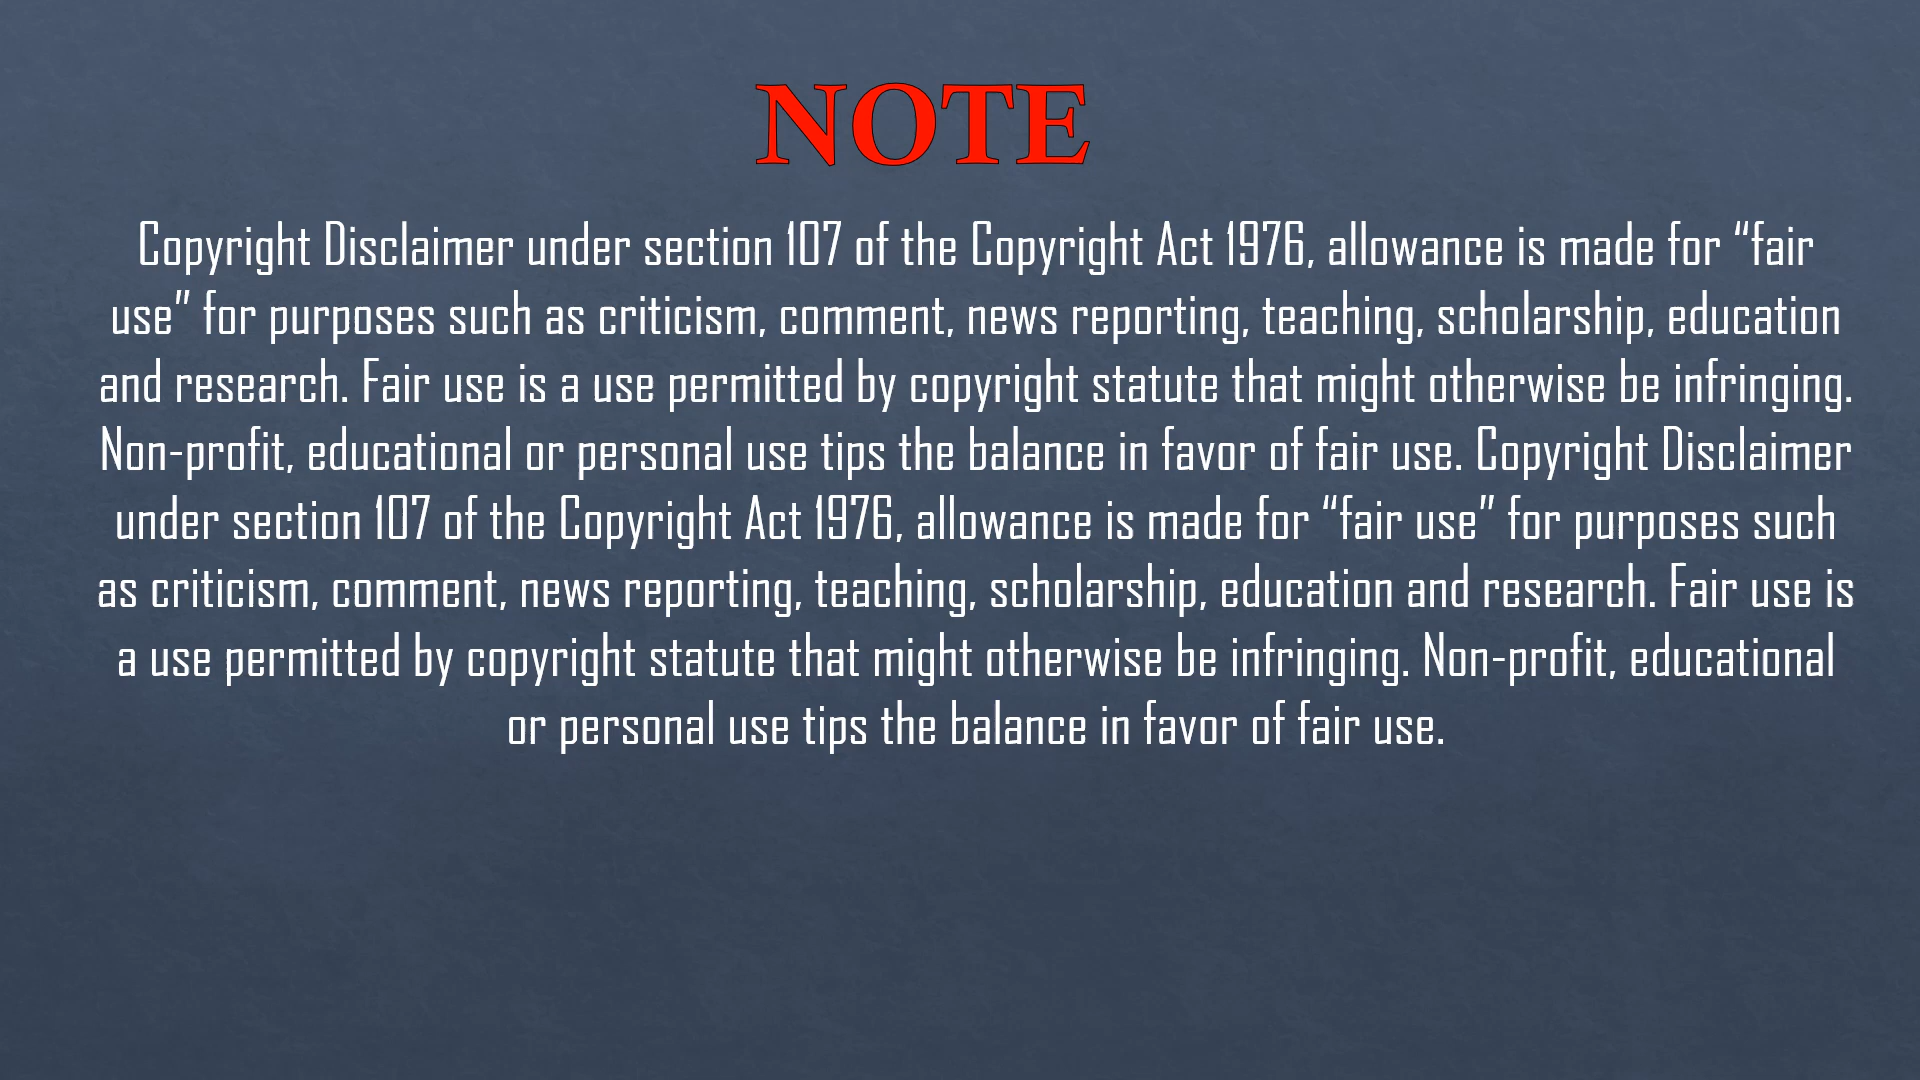 NOTE
Copyright Disclaimer under section 107 of the Copyright Act 1976, allowance is made for “fair
use” for purposes such as criticism, comment, news reporting, teaching, scholarship, education
and research. Fair use is a use permitted by copyright statute that might otherwise be infringing.
Non-profit, educational or personal use tips the balance in favor of fair use. Copyright Disclaimer
under section 107 of the Copyright Act 1976, allowance is made for “fair use” for purposes such
as criticism, comment, news reporting, teaching, scholarship, education and research. Fair use is
a use permitted by copyright statute that might otherwise be infringing. Non-profit, educational
or personal use tips the balance in favor of fair use.